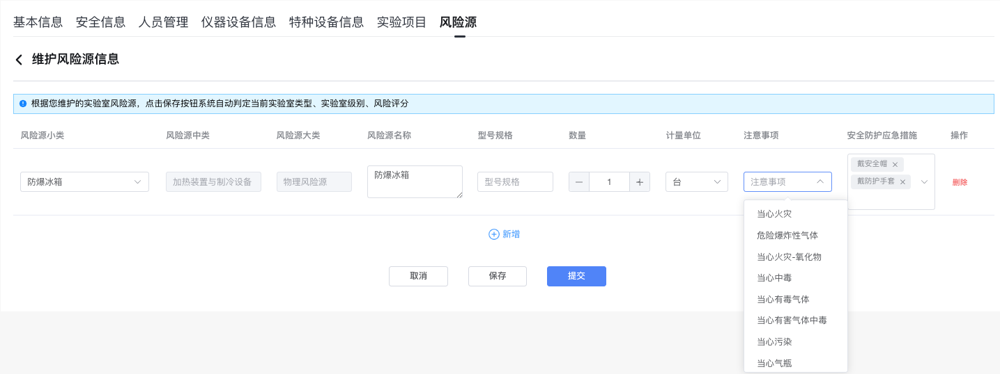 基本信息 安全信息 人员管理 仪器设备信息 特种设备信息 实验项目 风险源
维护风险源信息
根据您维护的实验室风险源，点击保存按钮系统自动判定当前实验室类型、实验室级别、风险评分
风险源小类 风险源中类 风险源大类 风险源名称 型号规格 数量 计量单位 注意事项 安全防护应急措施 操作
防爆冰箱 加热装置与制冷设备 物理风险源 防爆冰箱 型号规格 1 台 注意事项 戴安全帽 戴防护手套 删除
当心火灾
危险爆炸性气体
当心火灾-氧化物
当心中毒
当心有毒气体
当心有害气体中毒
当心污染
当心气瓶
新增
取消 保存 提交